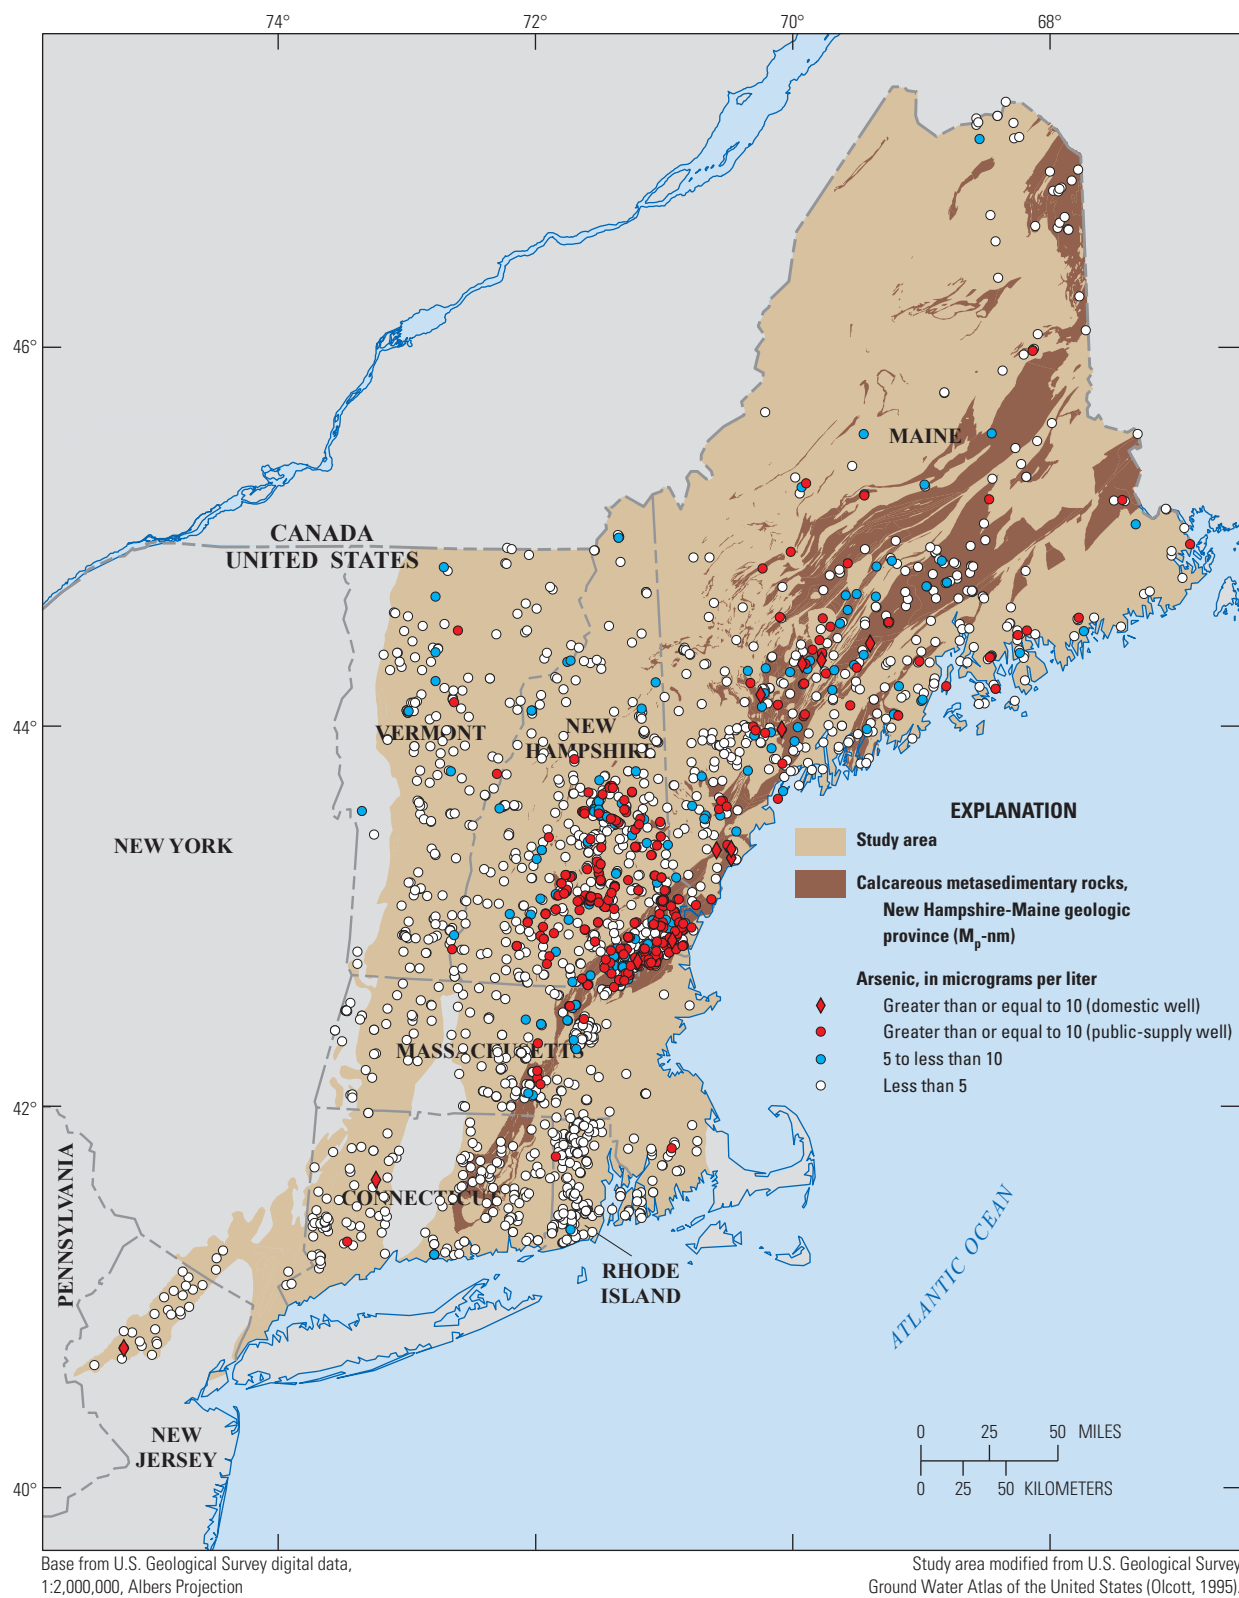 74° 72° 70° 68°
46°
MAINE
CANADA
UNITED STATES
44°
VERMONT
NEW
HAMPSHIRE
NEW YORK
EXPLANATION
Study area
Calcareous metasedimentary rocks,
New Hampshire-Maine geologic
province (Mp-nm)
Arsenic, in micrograms per liter
Greater than or equal to 10 (domestic well)
Greater than or equal to 10 (public-supply well)
5 to less than 10
Less than 5
MASSACHUSETTS
42°
PENNSYLVANIA
CONNECTICUT
RHODE
ISLAND
ATLANTIC OCEAN
NEW
JERSEY
0 25 50 MILES
0 25 50 KILOMETERS
40°
Base from U.S. Geological Survey digital data,
1:2,000,000, Albers Projection
Study area modified from U.S. Geological Survey
Ground Water Atlas of the United States (Olcott, 1995).